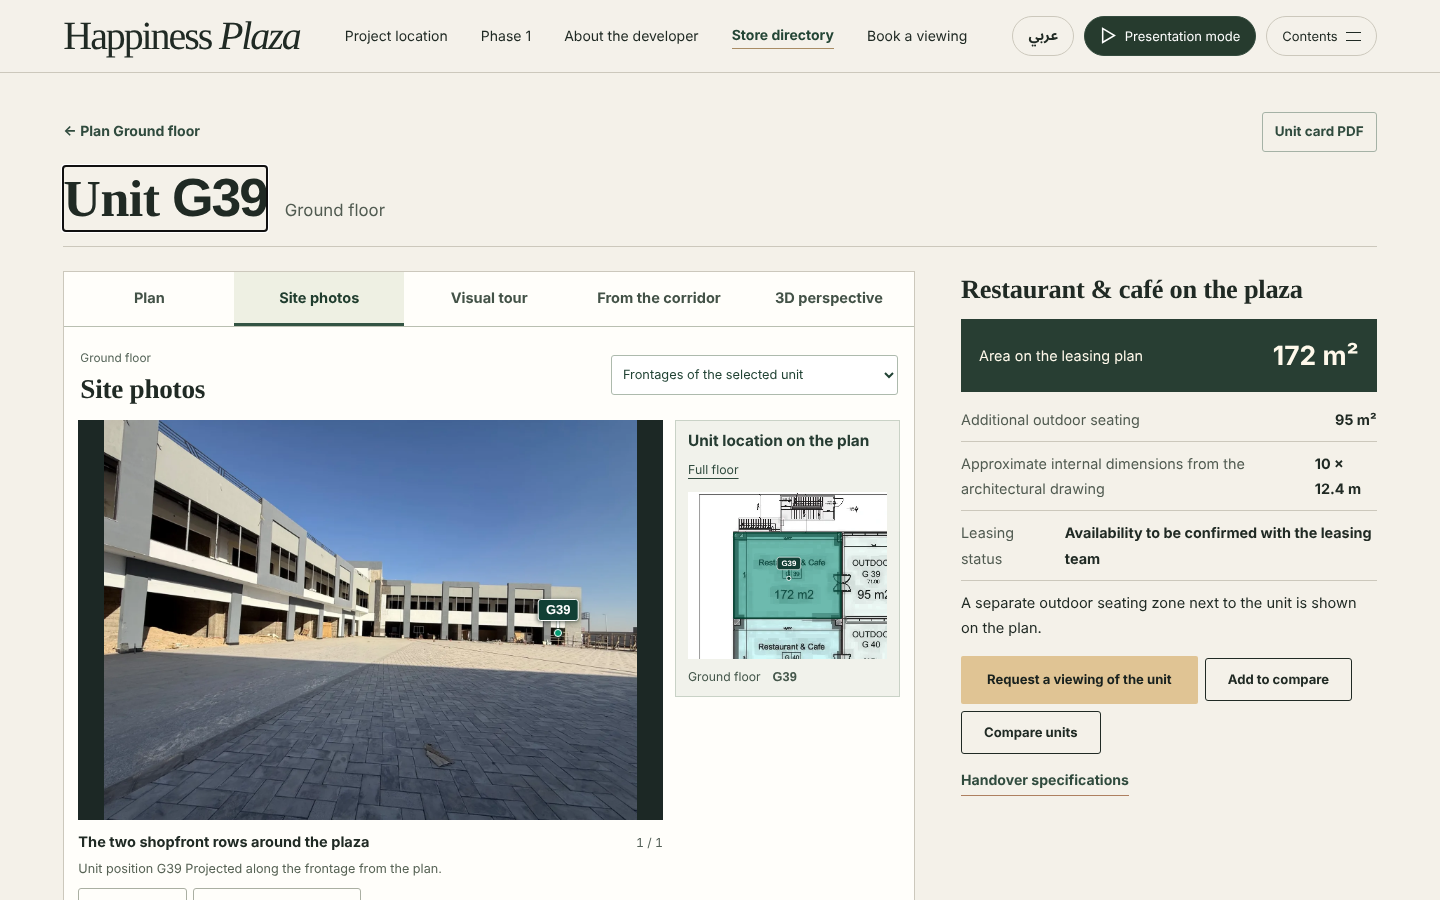 Happiness Plaza
Project location
Phase 1
About the developer
Store directory
Book a viewing
عربي
Presentation mode
Contents
← Plan Ground floor
Unit card PDF
Unit G39
Ground floor
Plan
Site photos
Visual tour
From the corridor
3D perspective
Ground floor
Site photos
Frontages of the selected unit
G39
The two shopfront rows around the plaza
1 / 1
Unit position G39 Projected along the frontage from the plan.
Unit location on the plan
Full floor
Rest
G39
& Cafe
172 m2
OUTDOO
G 39
95 m2
Restaurant & Cafe
OUTDOO
G 40
Ground floor G39
Restaurant & café on the plaza
Area on the leasing plan
172 m²
Additional outdoor seating
95 m²
Approximate internal dimensions from the
architectural drawing
10 ×
12.4 m
Leasing
status
Availability to be confirmed with the leasing
team
A separate outdoor seating zone next to the unit is shown
on the plan.
Request a viewing of the unit
Add to compare
Compare units
Handover specifications